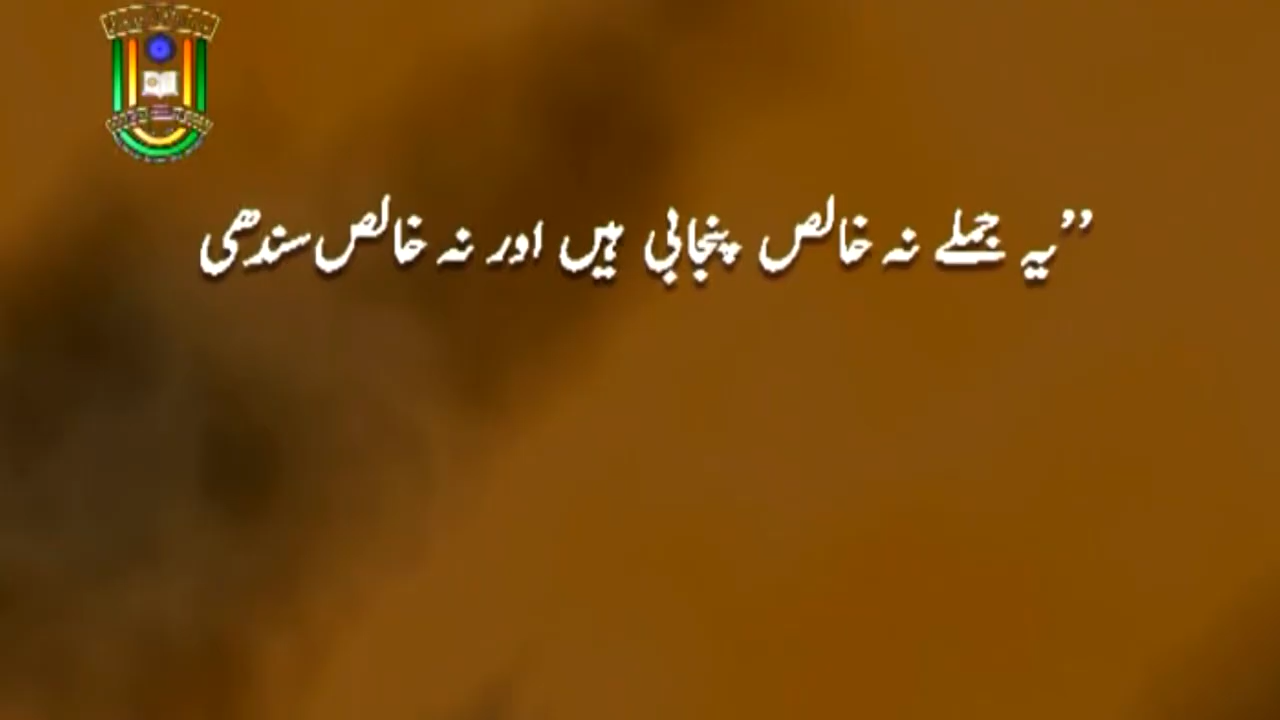 ’’یہ جملے نہ خالص پنجابی ہیں اور نہ خالص سندھی